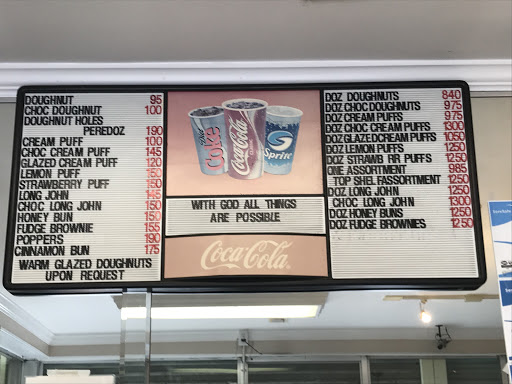 DOUGHNUT 95
CHOC DOUGHNUT 100
DOUGHNUT HOLES
PEREDOZ 190
CREAM PUFF 100
CHOC CREAM PUFF 145
GLAZED CREAM PUFF 120
LEMON PUFF 150
STRAWBERRY PUFF 150
LONG JOHN 145
CHOC LONG JOHN 150
HONEY BUN 150
FUDGE BROWNIE 155
POPPERS 190
CINNAMON BUN 175
WARM GLAZED DOUGHNUTS
UPON REQUEST
Coke
Coca-Cola
Sprite
WITH GOD ALL THINGS
ARE POSSIBLE
Coca-Cola
DOZ DOUGHNUTS 840
DOZ CHOC DOUGHNUTS 975
DOZ CREAM PUFFS 975
DOZ CHOC CREAM PUFFS 1300
DOZ GLAZE DCREAM PUFFS 1050
DOZ LEMON PUFFS 1250
DOZ STRAWB RR PUFFS 1250
ONE ASSORTMENT 985
TOP SHEL FASSORTMENT 1250
DOZ LONG JOHN 1250
CHOC LONG JOHN 1300
DOZ HONEY BUNS 1250
DOZ FUDGE BROWNIES 1250